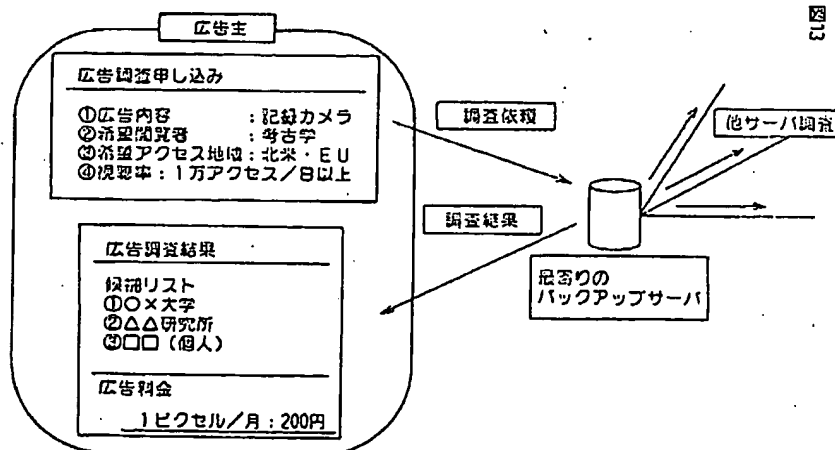 図13
広告主
広告調査申し込み
①広告内容 :記録カメラ
②希望閲覧者 :考古学
③希望アクセス地域:北米・EU
④視聴率:1万アクセス/日以上
調査依頼
他サーバ調査
調査結果
最寄りの
バックアップサーバ
広告調査結果
候補リスト
①○×大学
②△△研究所
③□□(個人)
広告料金
1ピクセル/月:200円